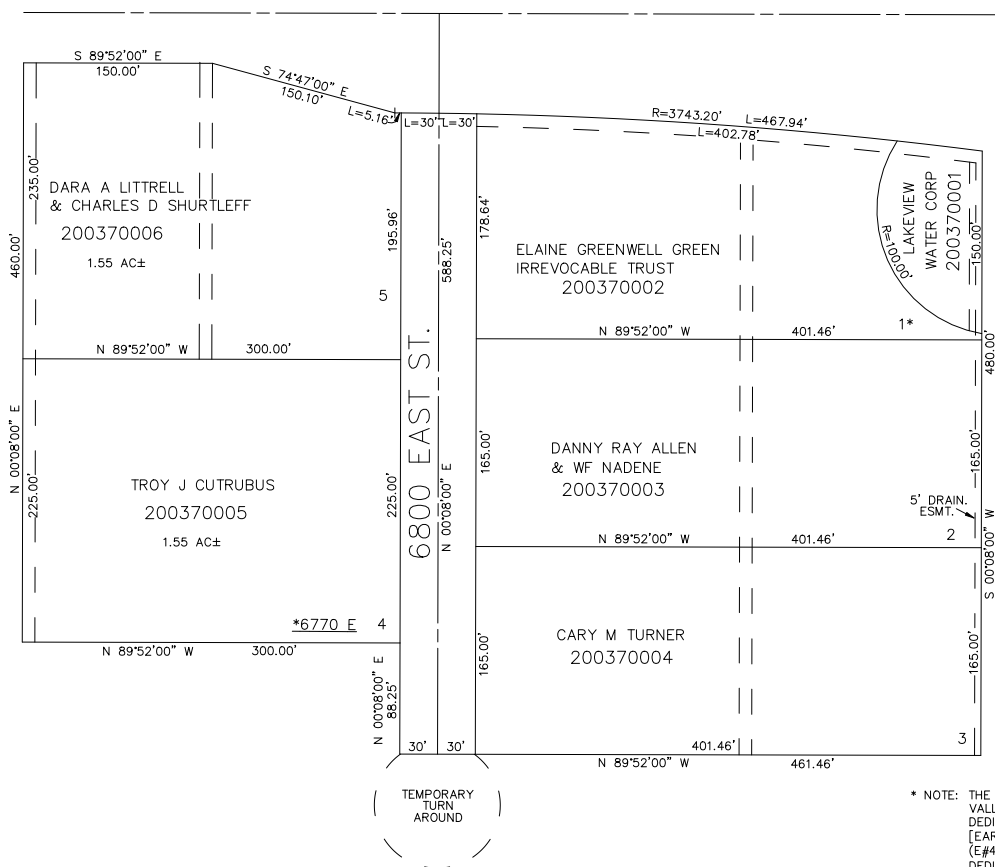 S 89°52'00" E
150.00'
S 74°47'00" E
150.10'
L=5.16'
L=30'
L=30'
R=3743.20'
L=467.94'
L=402.78'
235.00'
460.00'
DARA A LITTRELL
& CHARLES D SHURTLEFF
200370006
1.55 AC±
5
195.96'
588.25'
178.64'
ELAINE GREENWELL GREEN
IRREVOCABLE TRUST
200370002
LAKEVIEW
WATER CORP
200370001
R=100.00'
150.00'
1*
N 89°52'00" W
300.00'
N 89°52'00" W
401.46'
480.00'
N 00°08'00" E
225.00'
TROY J CUTRUBUS
200370005
1.55 AC±
225.00'
6800 EAST ST.
N 00°08'00" E
165.00'
DANNY RAY ALLEN
& WF NADENE
200370003
165.00'
5' DRAIN.
ESMT.
2
S 00°08'00" W
N 89°52'00" W
401.46'
*6770 E
4
N 89°52'00" W
300.00'
N 00°08'00" E
88.25'
165.00'
CARY M TURNER
200370004
165.00'
3
30'
30'
401.46'
N 89°52'00" W
461.46'
TEMPORARY
TURN
AROUND
* NOTE: THE
VALL
DEDI
[EAR
(E#4
DEDI